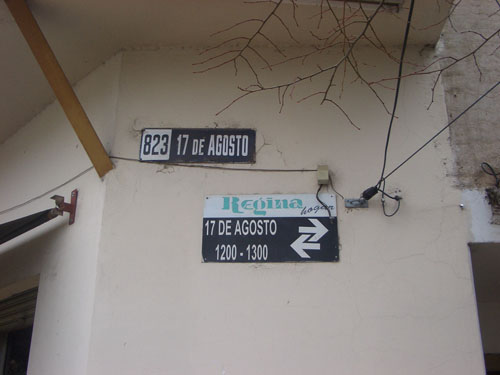 823 17 DE AGOSTO
Regina
hogar
17 DE AGOSTO
1200 - 1300